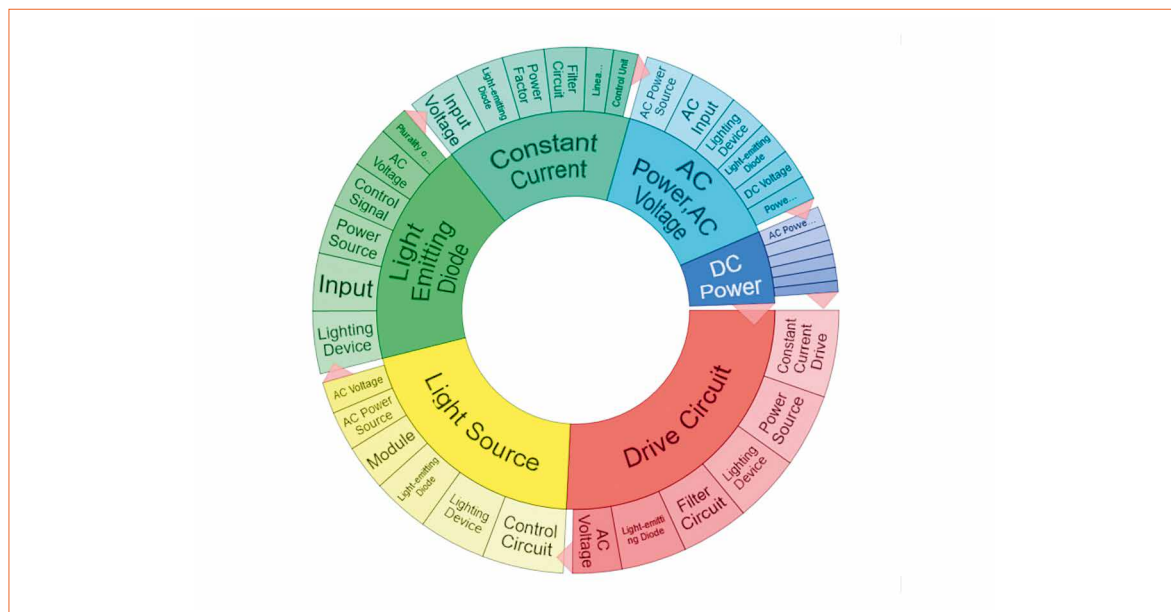 Drive Circuit
Constant
Current
Drive
Power
Source
Lighting
Device
Filter
Circuit
Light-emitti
ng Diode
AC
Voltage
Light Source
Control
Circuit
Lighting
Device
Light-emitting
Diode
Module
AC Power
Source
AC Voltage
Light
Emitting
Diode
Lighting
Device
Input
Power
Source
Control
Signal
AC
Voltage
Plurality o...
Constant
Current
Input
Voltage
Light-emitting
Diode
Power
Factor
Filter
Circuit
Linea...
Control Unit
AC
Power,AC
Voltage
AC Power
Source
AC
Input
Lighting
Device
Light-emitting
Diode
DC Voltage
Powe...
DC
Power
AC Powe...